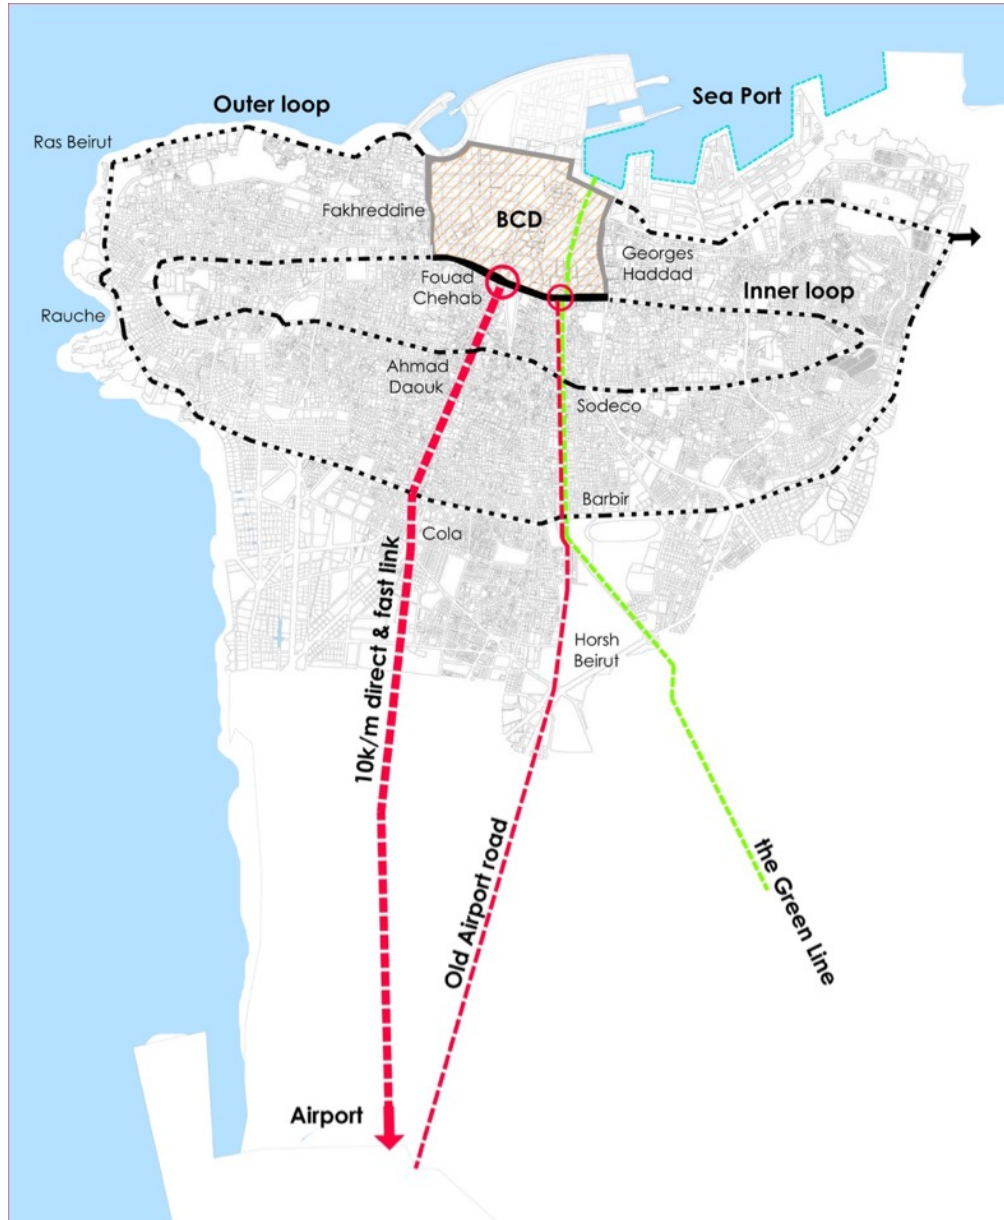 Outer loop
Sea Port
Ras Beirut
Fakhreddine
BCD
Georges
Haddad
Fouad
Chehab
Inner loop
Rauche
Ahmad
Daouk
Sodeco
Barbir
Cola
Horsh
Beirut
10k/m direct & fast link
Old Airport road
the Green Line
Airport